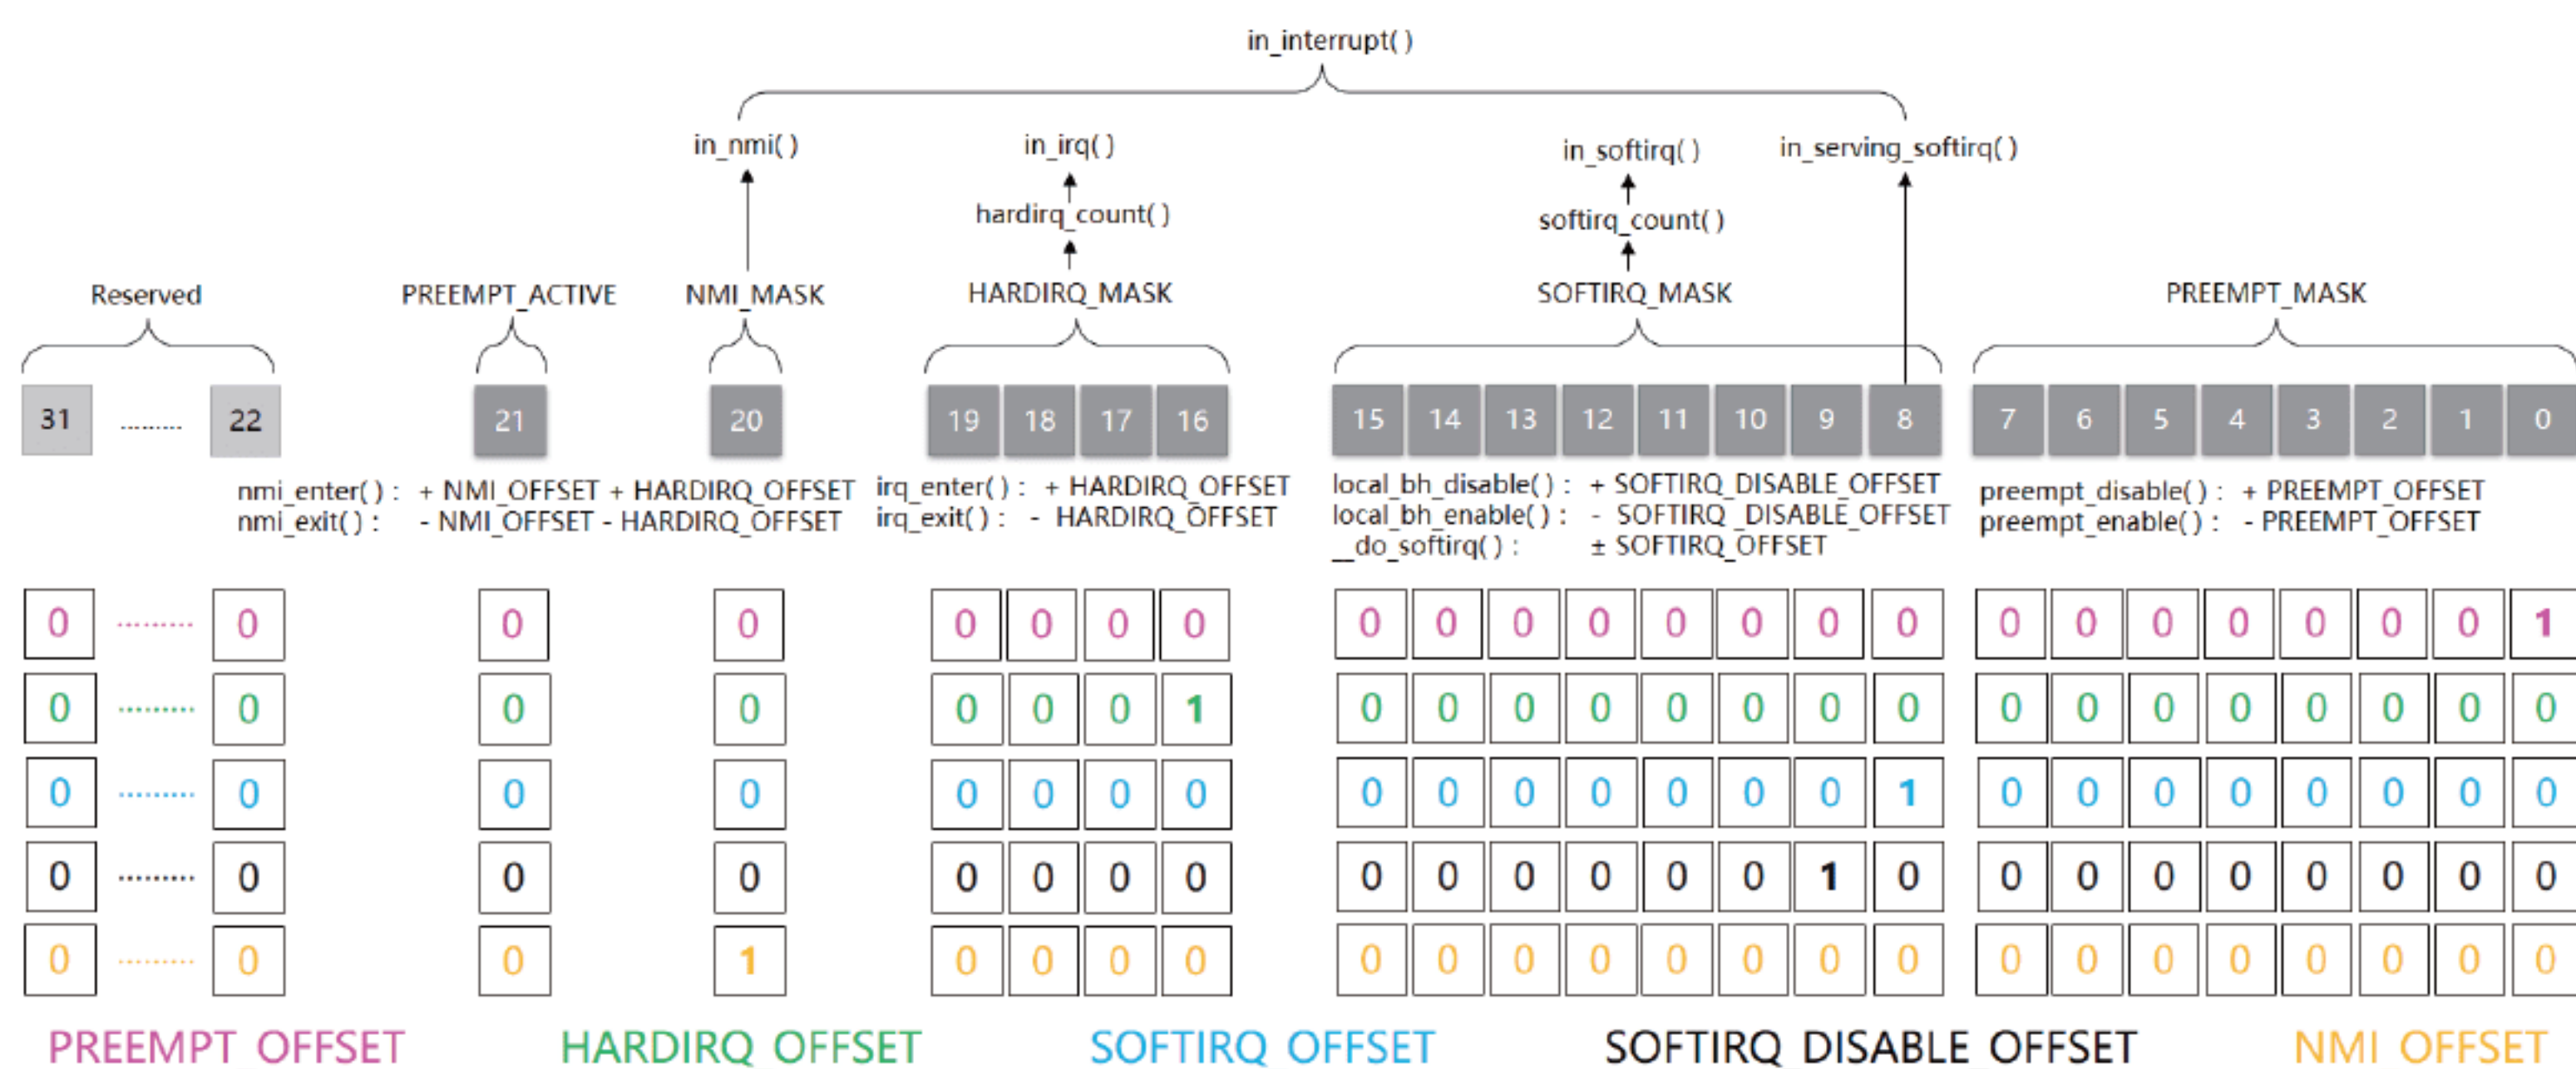 in_interrupt( )
in_nmi( ) in_irq( ) in_softirq( ) in_serving_softirq( )
hardirq_count( ) softirq_count( )
Reserved PREEMPT_ACTIVE NMI_MASK HARDIRQ_MASK SOFTIRQ_MASK PREEMPT_MASK
31 ......... 22 21 20 19 18 17 16 15 14 13 12 11 10 9 8 7 6 5 4 3 2 1 0
nmi_enter( ) : + NMI_OFFSET + HARDIRQ_OFFSET
nmi_exit( ) : - NMI_OFFSET - HARDIRQ_OFFSET
irq_enter( ) : + HARDIRQ_OFFSET
irq_exit( ) : - HARDIRQ_OFFSET
local_bh_disable( ) : + SOFTIRQ_DISABLE_OFFSET
local_bh_enable( ) : - SOFTIRQ _DISABLE_OFFSET
__do_softirq( ) : ± SOFTIRQ_OFFSET
preempt_disable( ) : + PREEMPT_OFFSET
preempt_enable( ) : - PREEMPT_OFFSET
0 ......... 0 0 0 0 0 0 0 0 0 0 0 0 0 0 0 0 0 0 0 0 0 0 1
0 ......... 0 0 0 0 0 0 1 0 0 0 0 0 0 0 0 0 0 0 0 0 0 0 0
0 ......... 0 0 0 0 0 0 0 0 0 0 0 0 0 0 1 0 0 0 0 0 0 0 0
0 ......... 0 0 0 0 0 0 0 0 0 0 0 0 0 1 0 0 0 0 0 0 0 0 0
0 ......... 0 0 1 0 0 0 0 0 0 0 0 0 0 0 0 0 0 0 0 0 0 0 0
PREEMPT_OFFSET HARDIRQ_OFFSET SOFTIRQ_OFFSET SOFTIRQ_DISABLE_OFFSET NMI_OFFSET